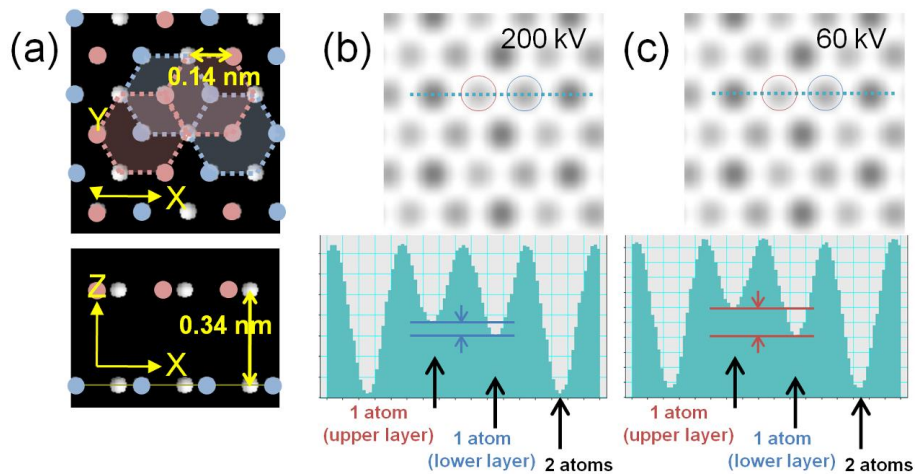 (a)
0.14 nm
Y
X
Z
0.34 nm
X
(b)
200 kV
1 atom
(upper layer)
1 atom
(lower layer)
2 atoms
(c)
60 kV
1 atom
(upper layer)
1 atom
(lower layer)
2 atoms